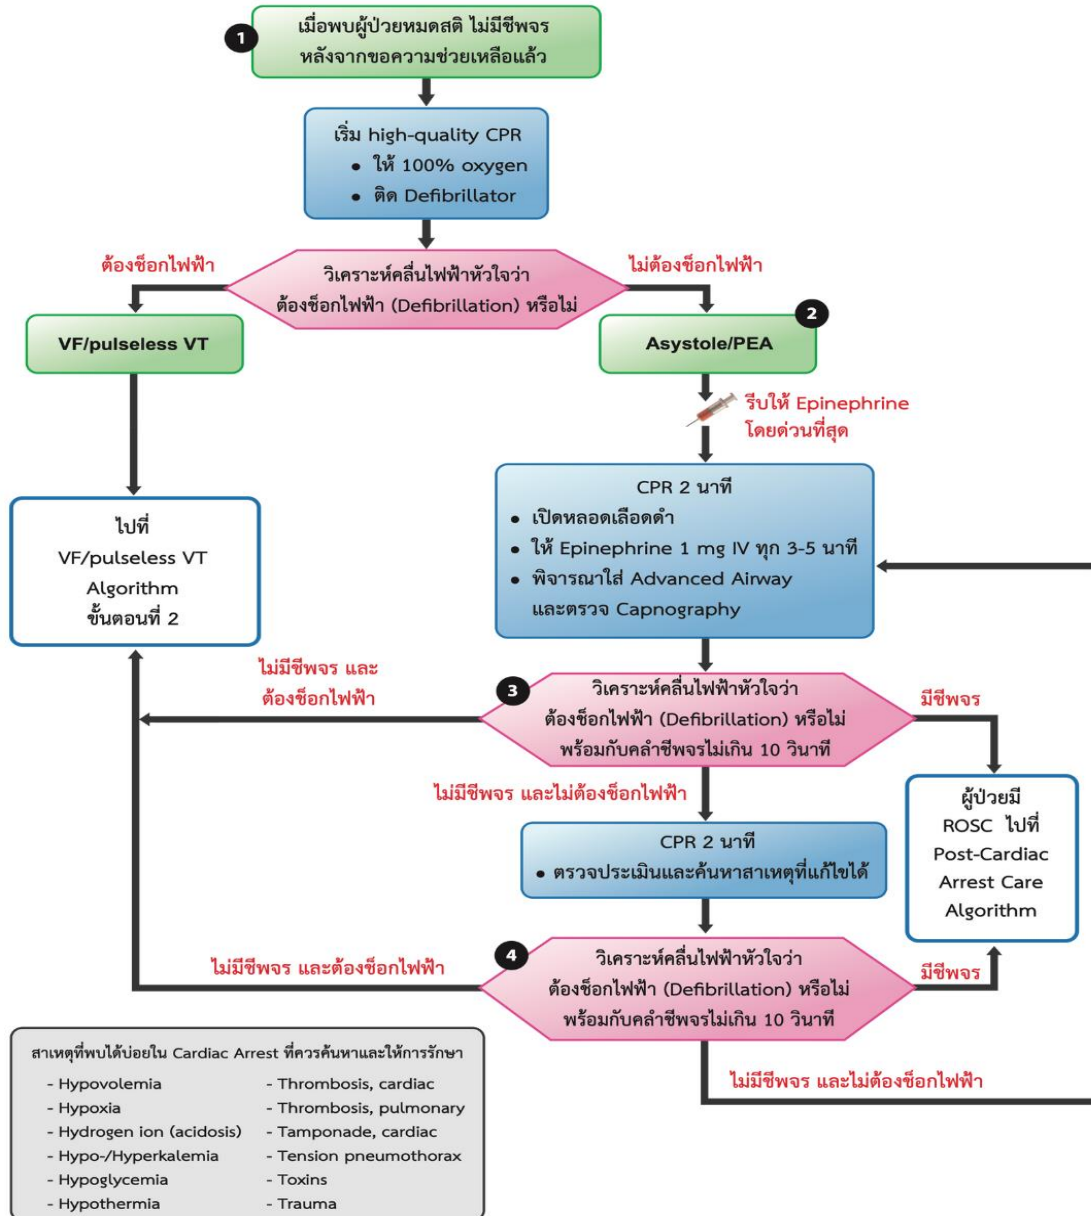 1
เมื่อพบผู้ป่วยหมดสติ ไม่มีชีพจร
หลังจากขอความช่วยเหลือแล้ว
เริ่ม high-quality CPR
• ให้ 100% oxygen
• ติด Defibrillator
ต้องช็อกไฟฟ้า
วิเคราะห์คลื่นไฟฟ้าหัวใจว่า
ต้องช็อกไฟฟ้า (Defibrillation) หรือไม่
ไม่ต้องช็อกไฟฟ้า
VF/pulseless VT
2
Asystole/PEA
รีบให้ Epinephrine
โดยด่วนที่สุด
ไปที่
VF/pulseless VT
Algorithm
ขั้นตอนที่ 2
CPR 2 นาที
• เปิดหลอดเลือดดำ
• ให้ Epinephrine 1 mg IV ทุก 3-5 นาที
• พิจารณาใส่ Advanced Airway
และตรวจ Capnography
ไม่มีชีพจร และ
ต้องช็อกไฟฟ้า
3
วิเคราะห์คลื่นไฟฟ้าหัวใจว่า
ต้องช็อกไฟฟ้า (Defibrillation) หรือไม่
พร้อมกับคลำชีพจรไม่เกิน 10 วินาที
มีชีพจร
ไม่มีชีพจร และไม่ต้องช็อกไฟฟ้า
ผู้ป่วยมี
ROSC ไปที่
Post-Cardiac
Arrest Care
Algorithm
CPR 2 นาที
• ตรวจประเมินและค้นหาสาเหตุที่แก้ไขได้
ไม่มีชีพจร และต้องช็อกไฟฟ้า
4
วิเคราะห์คลื่นไฟฟ้าหัวใจว่า
ต้องช็อกไฟฟ้า (Defibrillation) หรือไม่
พร้อมกับคลำชีพจรไม่เกิน 10 วินาที
มีชีพจร
ไม่มีชีพจร และไม่ต้องช็อกไฟฟ้า
สาเหตุที่พบได้บ่อยใน Cardiac Arrest ที่ควรค้นหาและให้การรักษา
- Hypovolemia
- Hypoxia
- Hydrogen ion (acidosis)
- Hypo-/Hyperkalemia
- Hypoglycemia
- Hypothermia
- Thrombosis, cardiac
- Thrombosis, pulmonary
- Tamponade, cardiac
- Tension pneumothorax
- Toxins
- Trauma